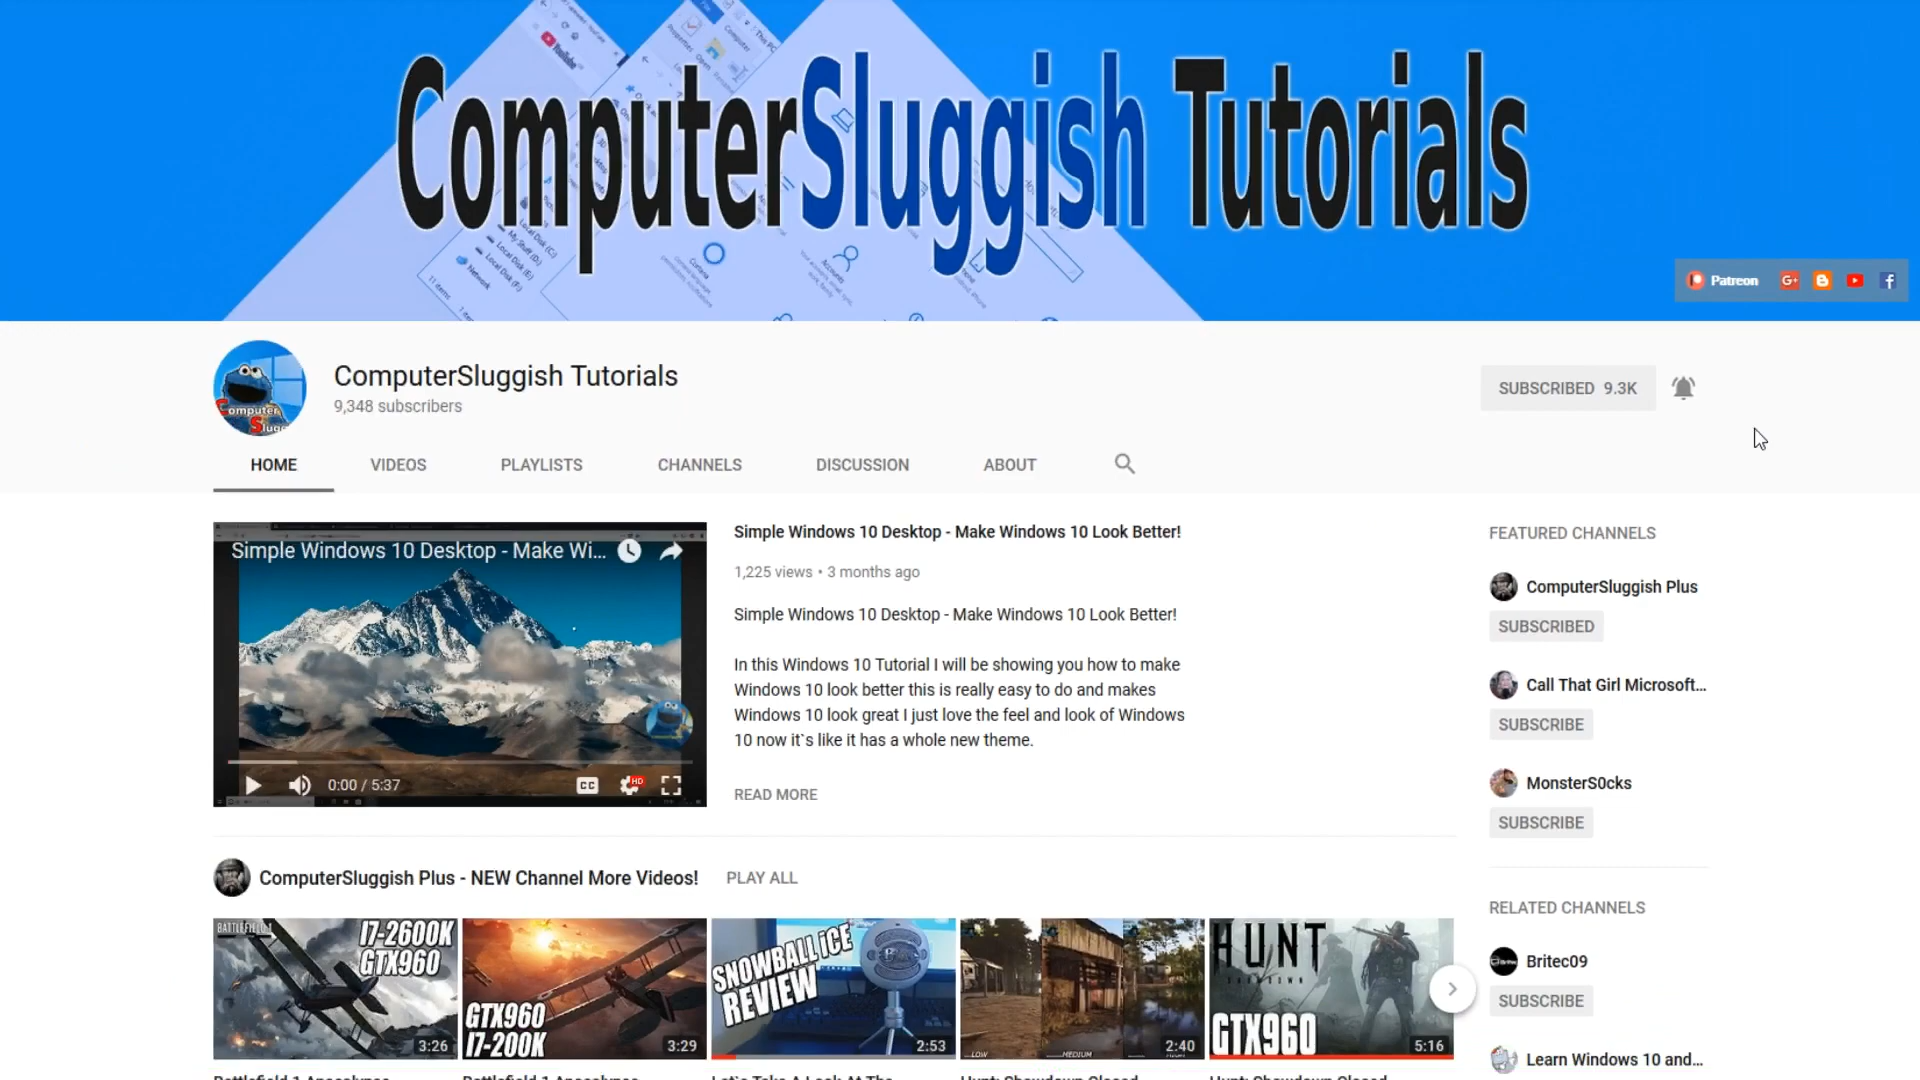 ComputerSluggish Tutorials
Patreon
ComputerSluggish Tutorials
9,348 subscribers
SUBSCRIBED 9.3K
HOME VIDEOS PLAYLISTS CHANNELS DISCUSSION ABOUT
Simple Windows 10 Desktop - Make Wi...
0:00 / 5:37
CC
HD
Simple Windows 10 Desktop - Make Windows 10 Look Better!
1,225 views • 3 months ago
Simple Windows 10 Desktop - Make Windows 10 Look Better!
In this Windows 10 Tutorial I will be showing you how to make
Windows 10 look better this is really easy to do and makes
Windows 10 look great I just love the feel and look of Windows
10 now it`s like it has a whole new theme.
READ MORE
FEATURED CHANNELS
ComputerSluggish Plus
SUBSCRIBED
Call That Girl Microsoft...
SUBSCRIBE
MonsterS0cks
SUBSCRIBE
RELATED CHANNELS
Britec09
SUBSCRIBE
Learn Windows 10 and...
ComputerSluggish Plus - NEW Channel More Videos!
PLAY ALL
BATTLEFIELD 1
I7-2600K
GTX960
3:26
GTX960
I7-200K
3:29
SNOWBALL iCE
REVIEW
2:53
LOW MEDIUM
2:40
HUNT
SHOWDOWN
GTX960
5:16